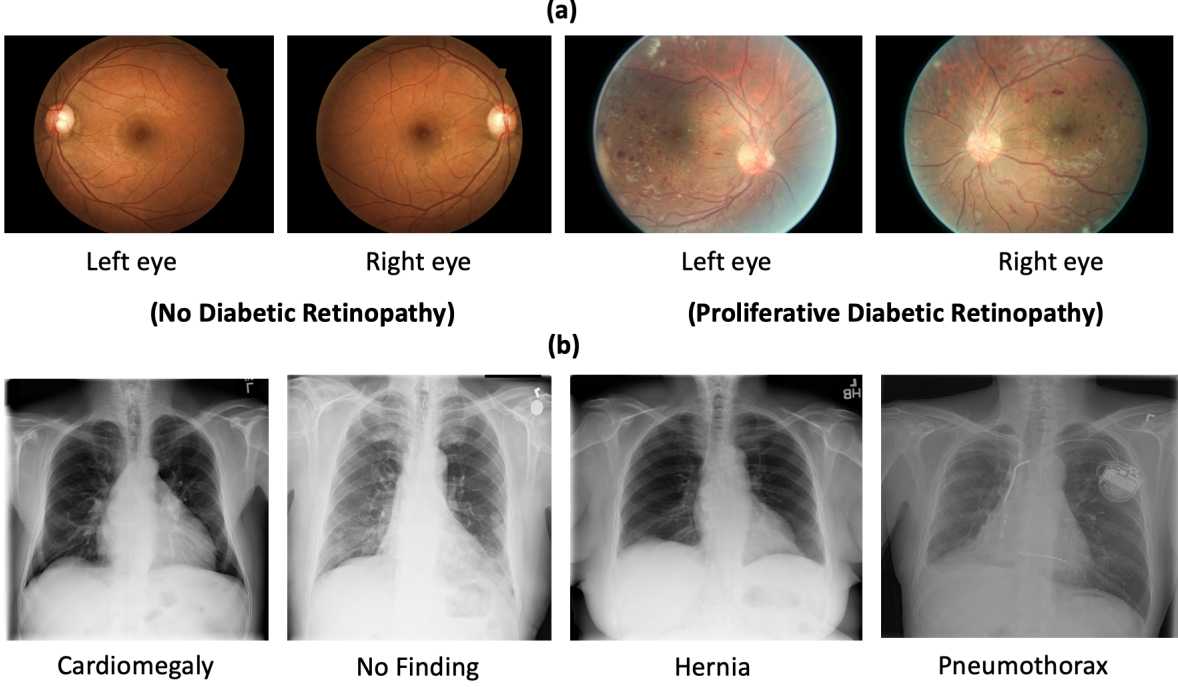 (a)
Left eye
Right eye
Left eye
Right eye
(No Diabetic Retinopathy)
(Proliferative Diabetic Retinopathy)
(b)
L
L
HB
L
Cardiomegaly
No Finding
Hernia
Pneumothorax